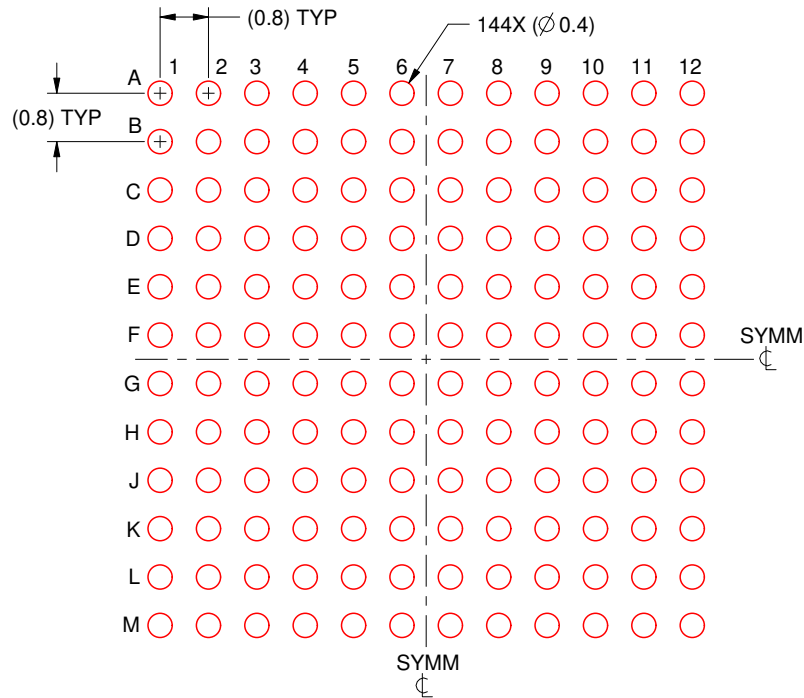 (0.8) TYP
144X (∅ 0.4)
1 2 3 4 5 6 7 8 9 10 11 12
A
(0.8) TYP
B
C
D
E
F
SYMM
℄
G
H
J
K
L
M
SYMM
℄